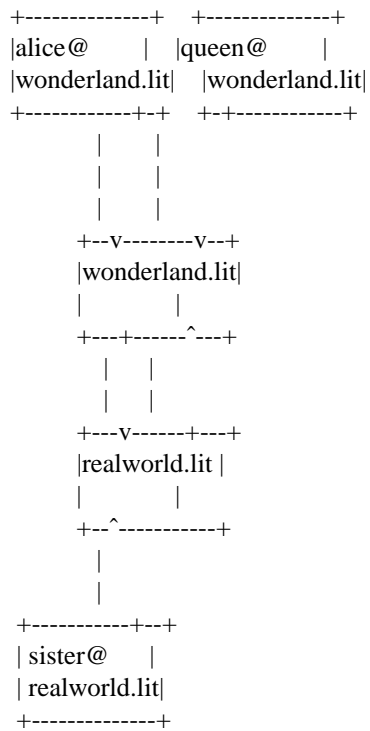 +--------------+ +--------------+
|alice@ | |queen@ |
|wonderland.lit| |wonderland.lit|
+------------+-+ +-+------------+
| |
| |
| |
+--v--------v--+
|wonderland.lit|
| |
+---+------^---+
| |
| |
+---v------+---+
|realworld.lit |
| |
+--^-----------+
|
|
+-----------+--+
| sister@ |
| realworld.lit|
+--------------+